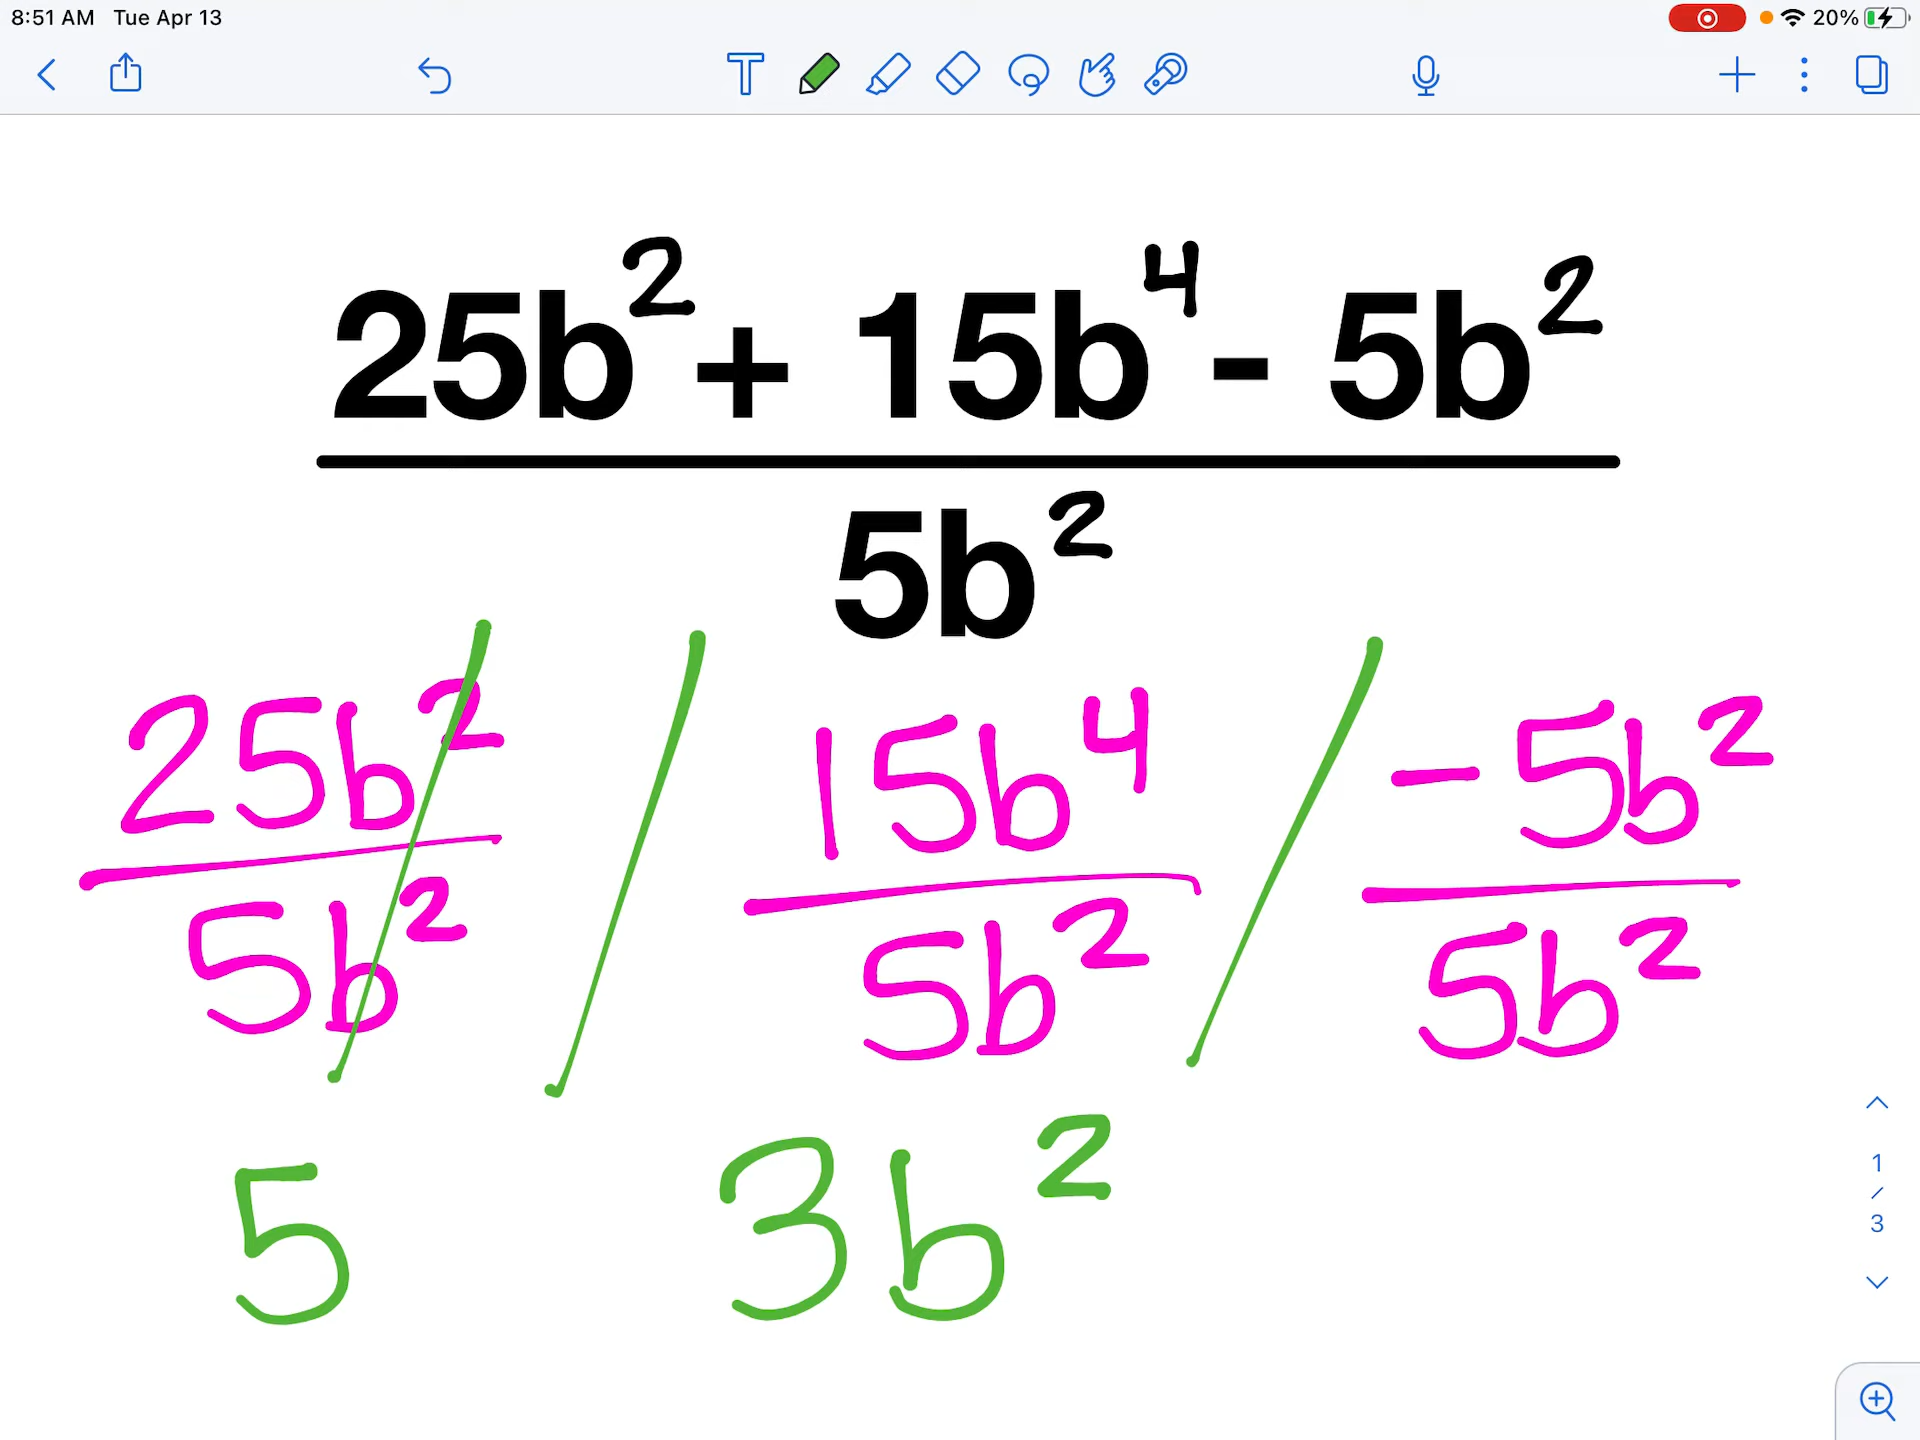 8:51 AM Tue Apr 13
20%
T
25b² + 15b⁴ - 5b²
5b²
25b² 15b⁴ -5b²
5b² 5b² 5b²
5 3b²
1
/
3